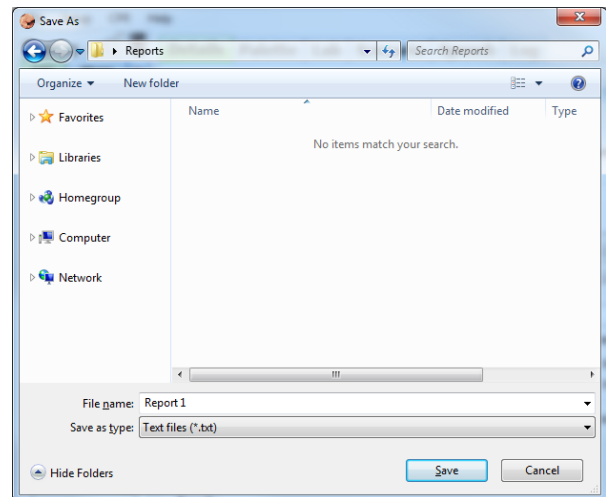 Save As
Reports
Search Reports
Organize New folder
Name Date modified Type
No items match your search.
Favorites
Libraries
Homegroup
Computer
Network
File name: Report 1
Save as type: Text files (*.txt)
Hide Folders Save Cancel